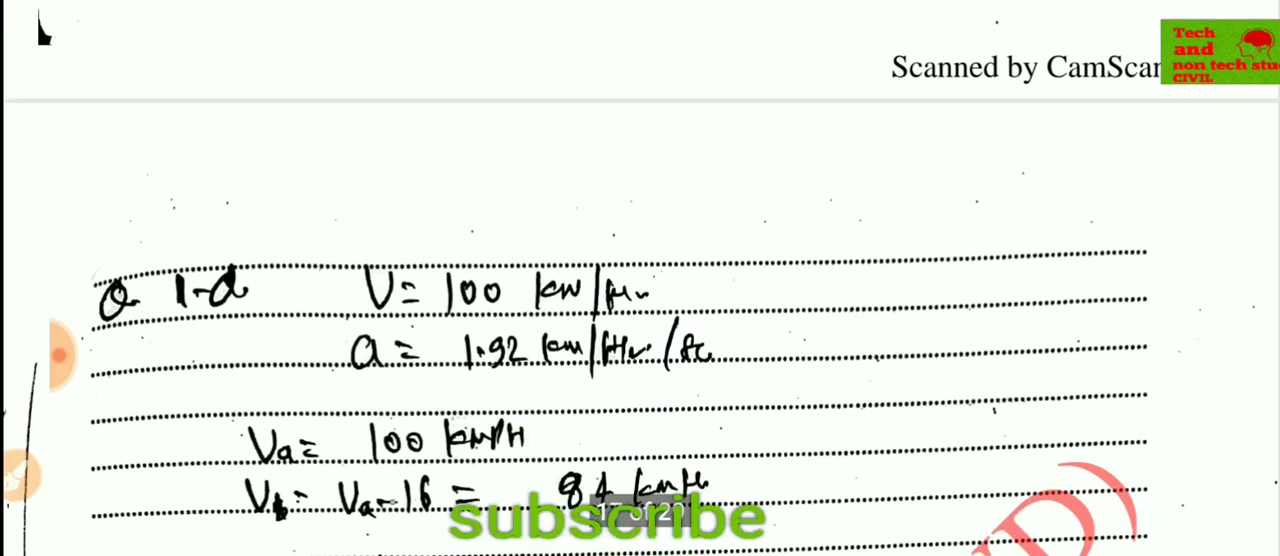 Tech
and
non tech stu
CIVIL
Scanned by CamScan
Q 1-d V = 100 km/Hr
a = 1.92 km/Hr/sec
Va = 100 KMPH
Vb = Va - 16 = 84 kmHr
subscribe